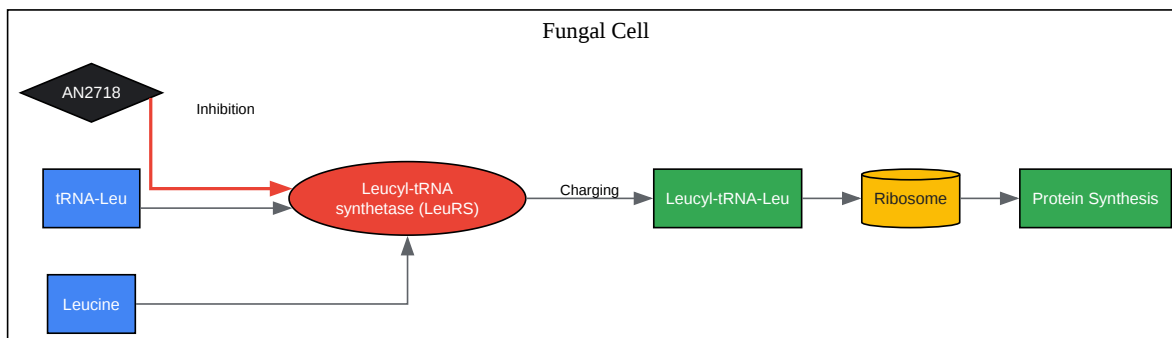 Fungal Cell
AN2718
Inhibition
tRNA-Leu
Leucyl-tRNA
synthetase (LeuRS)
Charging
Leucyl-tRNA-Leu
Ribosome
Protein Synthesis
Leucine